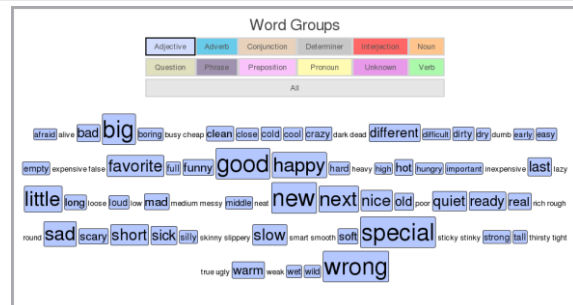 Word Groups
Adjective Adverb Conjunction Determiner Interjection Noun
Question Phrase Preposition Pronoun Unknown Verb
All
afraid alive bad big boring busy cheap clean close cold cool crazy dark dead different difficult dirty dry dumb early easy
empty expensive false favorite full funny good happy hard heavy high hot hungry important inexpensive last lazy
little long loose loud low mad medium messy middle neat new next nice old poor quiet ready real rich rough
round sad scary short sick silly skinny slippery slow smart smooth soft special sticky stinky strong tall thirsty tight
true ugly warm weak wet wild wrong